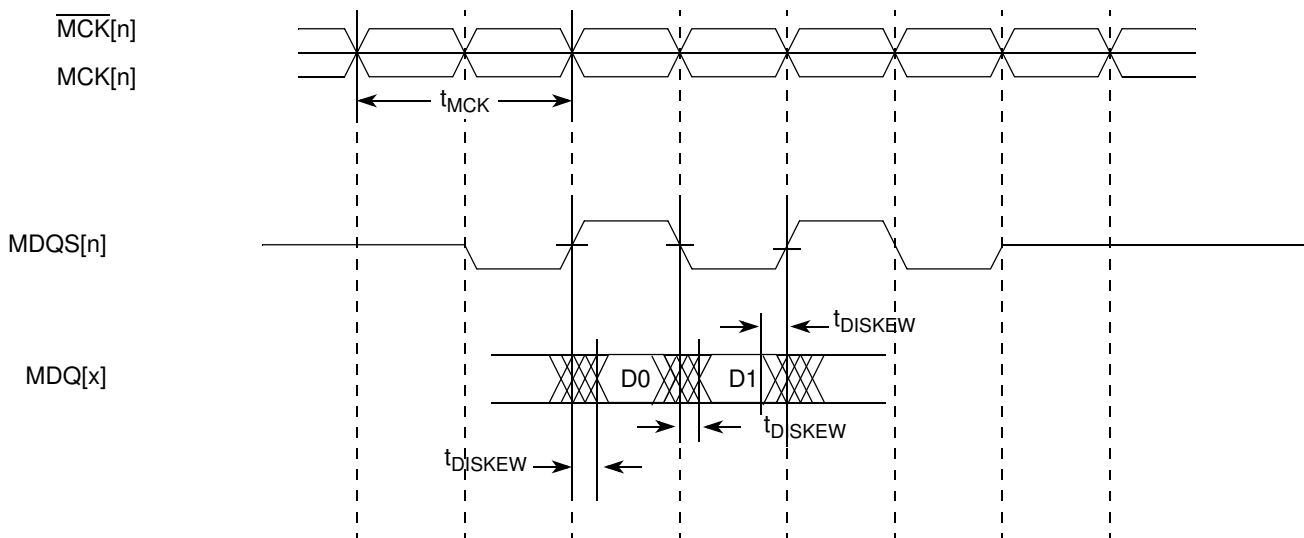 MCK[n]
MCK[n]
tMCK
MDQS[n]
tDISKEW
MDQ[x]
D0
D1
tDISKEW
tDISKEW